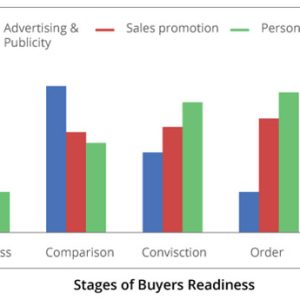 Advertising & Sales promotion Person
Publicity
ss Comparison Convisction Order
Stages of Buyers Readiness